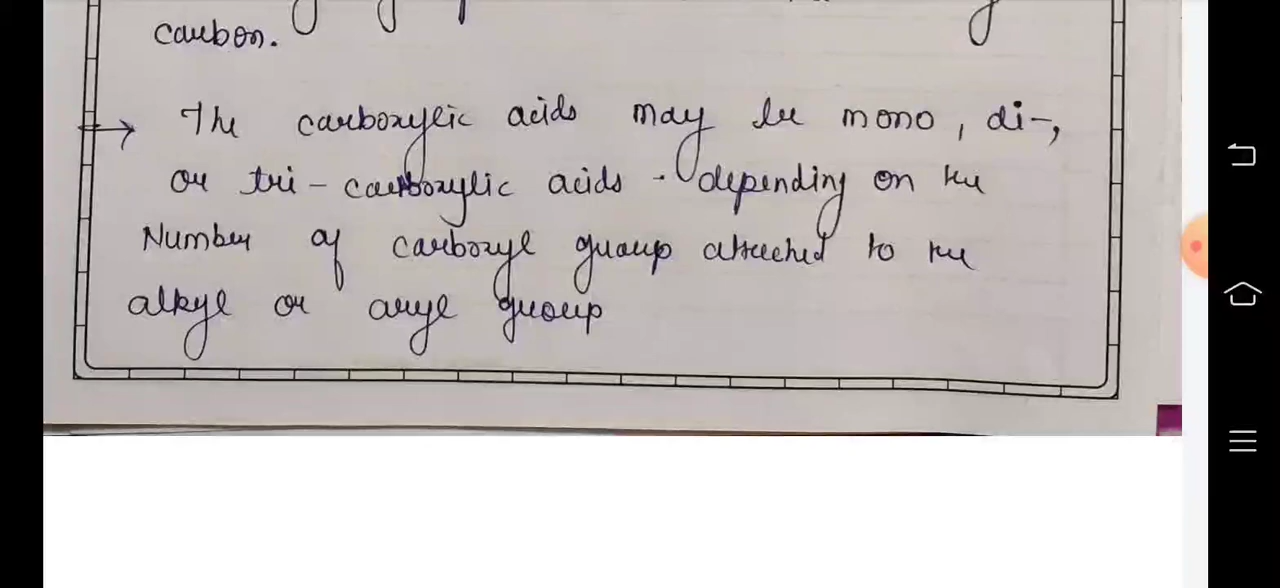 carbon.
→ The carboxylic acids may be mono, di-,
or tri-carboxylic acids - depending on the
Number of carboxyl group attached to the
alkyl or aryl group